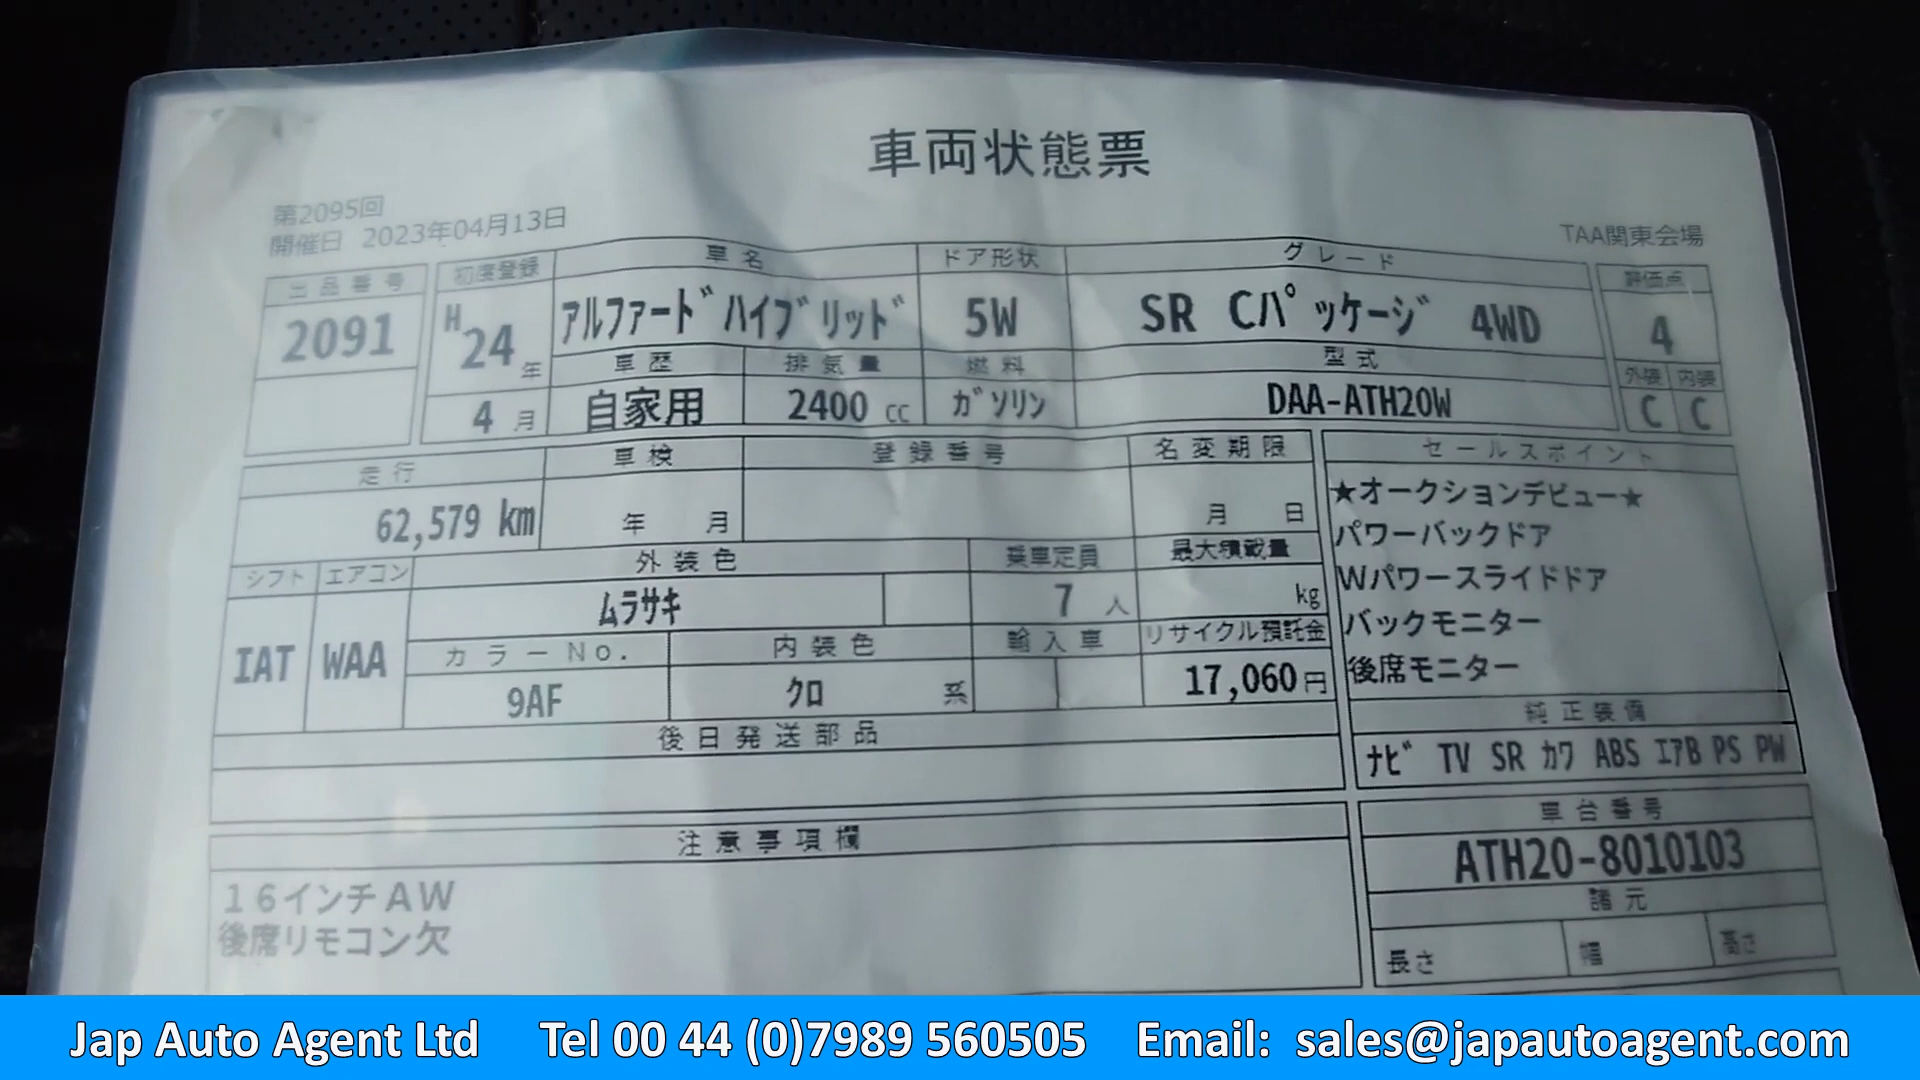 車両状態票
第2095回
開催日 2023年04月13日
TAA関東会場
出品番号 初度登録 車名 ドア形状 グレード 評価点
2091 H24年 アルファードハイブリッド 5W SR Cパッケージ 4WD 4
車歴 排気量 燃料 型式 外装 内装
4月 自家用 2400 cc ガソリン DAA-ATH20W C C
走行 車検 登録番号 名変期限 セールスポイント
62,579 km 年 月 月 日
★オークションデビュー★
パワーバックドア
Wパワースライドドア
バックモニター
後席モニター
シフト エアコン 外装色 乗車定員 最大積載量
IAT WAA ムラサキ 7人 kg
カラーNo. 内装色 輸入車 リサイクル預託金
9AF クロ 系 17,060円
後日発送部品
純正装備
ナビ TV SR カワ ABS エアB PS PW
注意事項欄
16インチAW
後席リモコン欠
車台番号
ATH20-8010103
諸元
長さ 幅 高さ
Jap Auto Agent Ltd Tel 00 44 (0)7989 560505 Email: sales@japautoagent.com